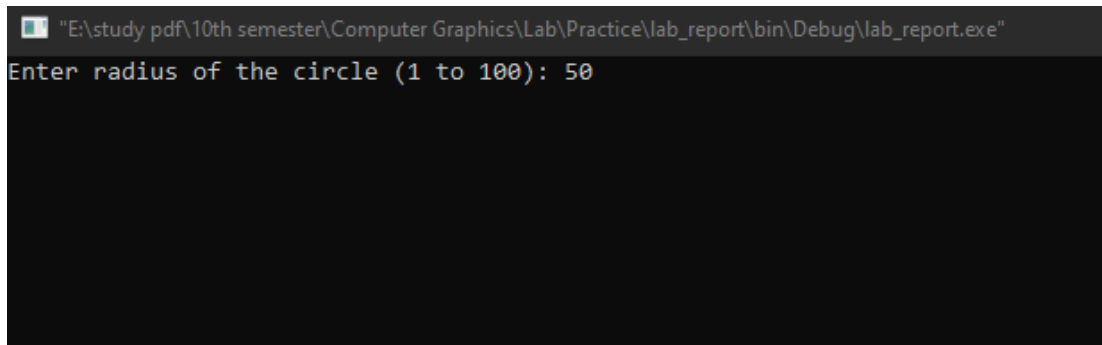 "E:\study pdf\10th semester\Computer Graphics\Lab\Practice\lab_report\bin\Debug\lab_report.exe"
Enter radius of the circle (1 to 100): 50